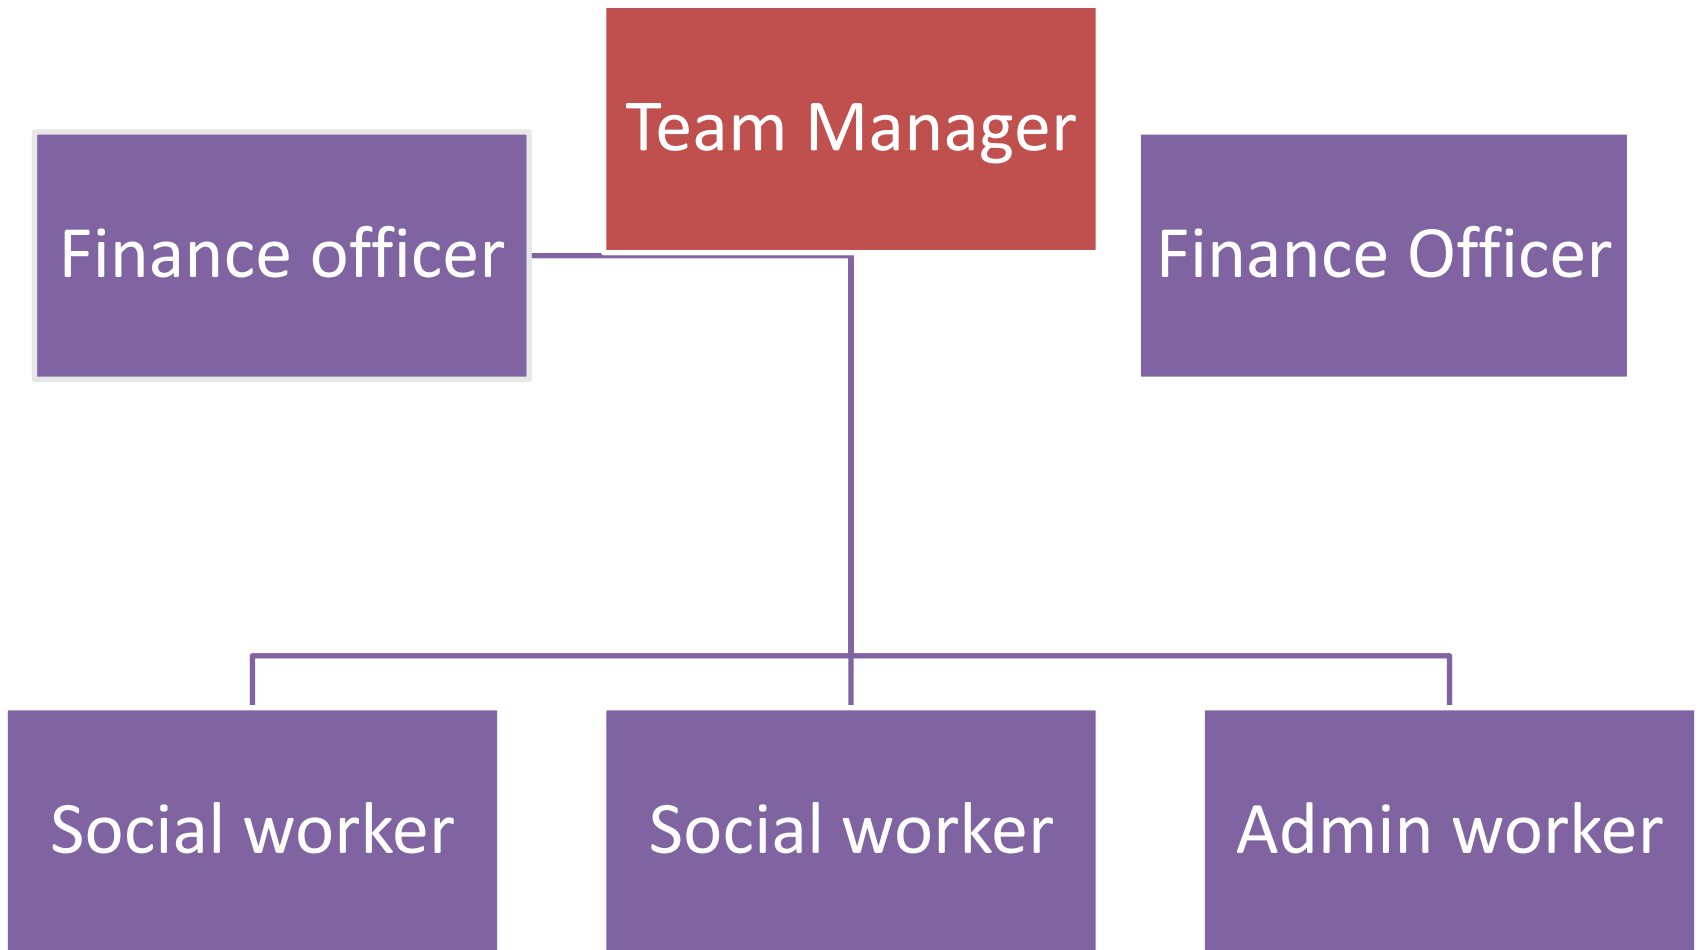 Team Manager
Finance officer
Finance Officer
Social worker
Social worker
Admin worker